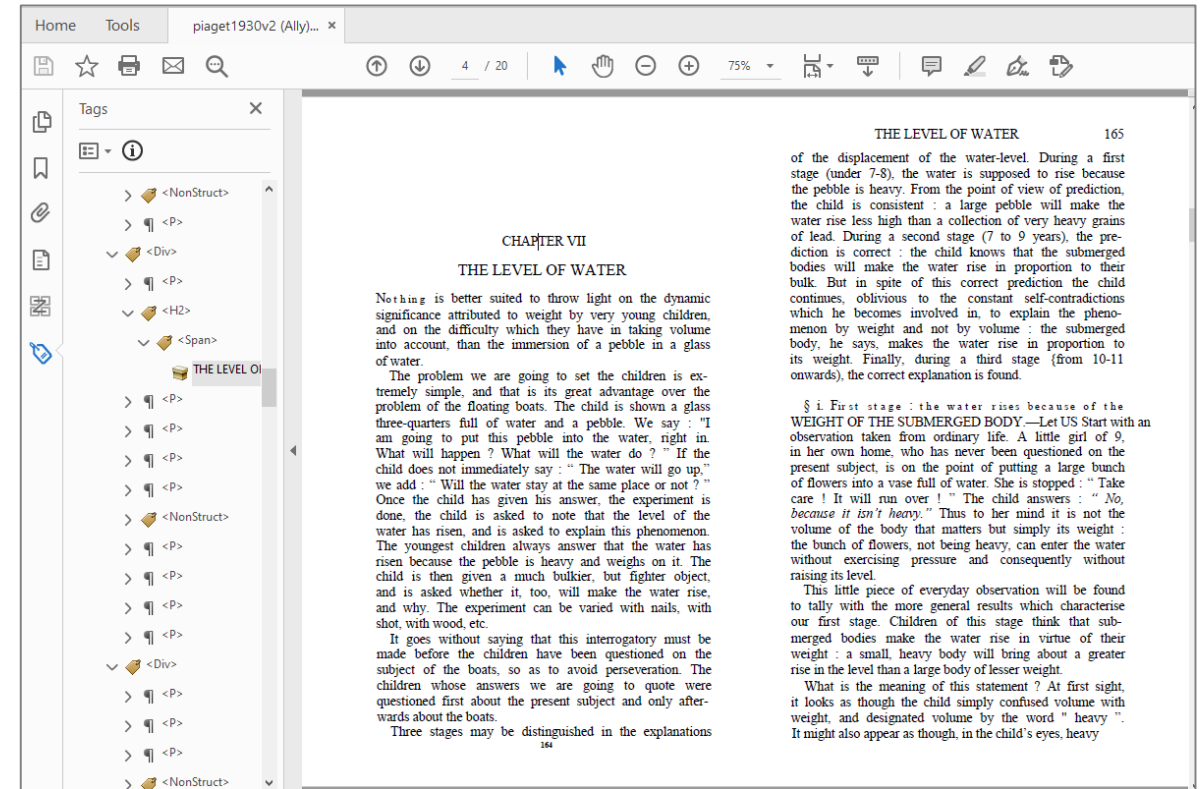 Home Tools piaget1930v2 (Ally)... ×
4 / 20 75%
Tags
<NonStruct>
<P>
<Div>
<P>
<H2>
<Span>
THE LEVEL OF
<P>
<P>
<P>
<P>
<NonStruct>
<P>
<P>
<P>
<P>
<Div>
<P>
<P>
<P>
<NonStruct>
CHAPTER VII
THE LEVEL OF WATER
Nothing is better suited to throw light on the dynamic
significance attributed to weight by very young children,
and on the difficulty which they have in taking volume
into account, than the immersion of a pebble in a glass
of water.
The problem we are going to set the children is ex-
tremely simple, and that is its great advantage over the
problem of the floating boats. The child is shown a glass
three-quarters full of water and a pebble. We say : "I
am going to put this pebble into the water, right in.
What will happen ? What will the water do ? ” If the
child does not immediately say : “ The water will go up,”
we add : “ Will the water stay at the same place or not ? ”
Once the child has given his answer, the experiment is
done, the child is asked to note that the level of the
water has risen, and is asked to explain this phenomenon.
The youngest children always answer that the water has
risen because the pebble is heavy and weighs on it. The
child is then given a much bulkier, but fighter object,
and is asked whether it, too, will make the water rise,
and why. The experiment can be varied with nails, with
shot, with wood, etc.
It goes without saying that this interrogatory must be
made before the children have been questioned on the
subject of the boats, so as to avoid perseveration. The
children whose answers we are going to quote were
questioned first about the present subject and only after-
wards about the boats.
Three stages may be distinguished in the explanations
164
THE LEVEL OF WATER 165
of the displacement of the water-level. During a first
stage (under 7-8), the water is supposed to rise because
the pebble is heavy. From the point of view of prediction,
the child is consistent : a large pebble will make the
water rise less high than a collection of very heavy grains
of lead. During a second stage (7 to 9 years), the pre-
diction is correct : the child knows that the submerged
bodies will make the water rise in proportion to their
bulk. But in spite of this correct prediction the child
continues, oblivious to the constant self-contradictions
which he becomes involved in, to explain the pheno-
menon by weight and not by volume : the submerged
body, he says, makes the water rise in proportion to
its weight. Finally, during a third stage {from 10-11
onwards), the correct explanation is found.
§ i. First stage : the water rises because of the
WEIGHT OF THE SUBMERGED BODY.—Let US Start with an
observation taken from ordinary life. A little girl of 9,
in her own home, who has never been questioned on the
present subject, is on the point of putting a large bunch
of flowers into a vase full of water. She is stopped : “ Take
care ! It will run over ! ” The child answers : “ No,
because it isn’t heavy.” Thus to her mind it is not the
volume of the body that matters but simply its weight :
the bunch of flowers, not being heavy, can enter the water
without exercising pressure and consequently without
raising its level.
This little piece of everyday observation will be found
to tally with the more general results which characterise
our first stage. Children of this stage think that sub-
merged bodies make the water rise in virtue of their
weight : a small, heavy body will bring about a greater
rise in the level than a large body of lesser weight.
What is the meaning of this statement ? At first sight,
it looks as though the child simply confused volume with
weight, and designated volume by the word " heavy ”.
It might also appear as though, in the child’s eyes, heavy